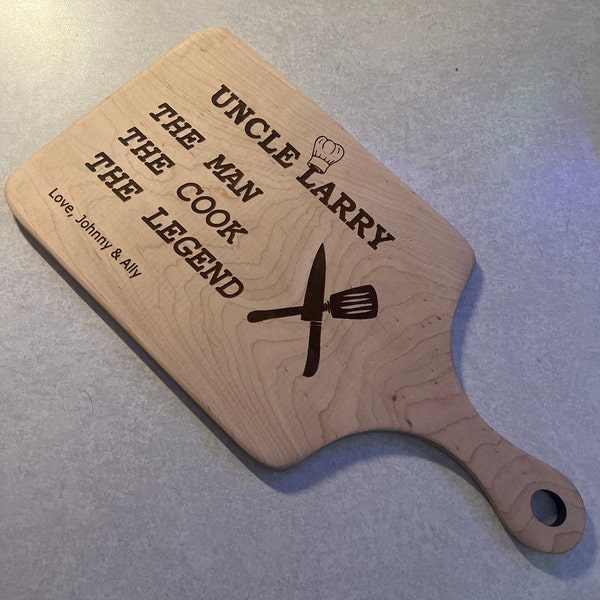 UNCLE LARRY
THE MAN
THE COOK
THE LEGEND
Love, Johnny & Ally